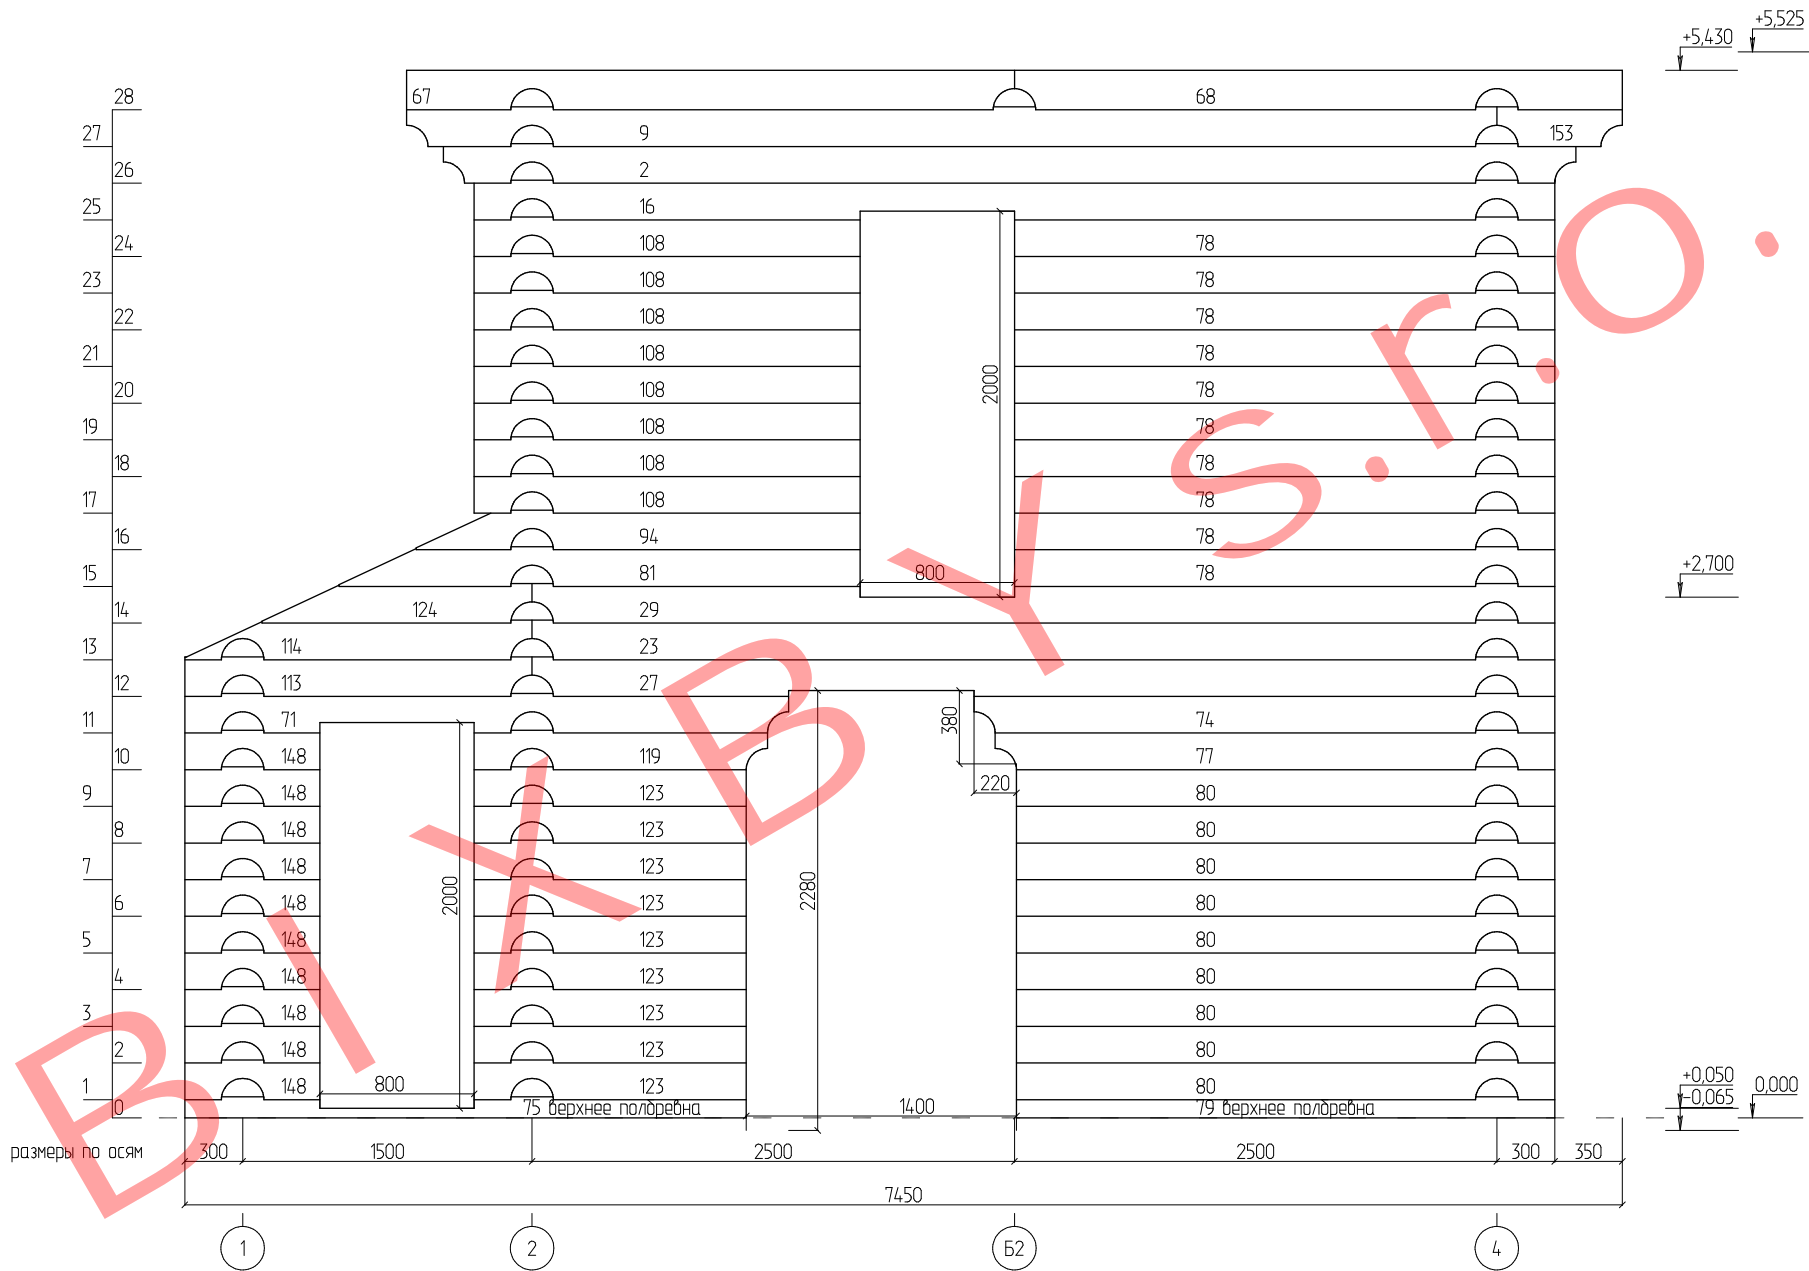 +5,525
+5,430
28 67 68
27 9 153
26 2
25 16
24 108 78
23 108 78
22 108 78
21 108 78
20 108 78
2000
19 108 78
18 108 78
17 108 78
16 94 78
15 81 800 78 +2,700
14 124 29
13 114 23
12 113 27
11 71 380 74
10 148 119 77
220
9 148 123 80
8 148 123 80
7 148 123 80
6 148 2000 123 2280 80
5 148 123 80
4 148 123 80
3 148 123 80
2 148 123 80
1 148 800 123 80 +0,050 0,000
0 75 верхнее полбревна 1400 79 верхнее полбревна -0,065
размеры по осям 300 1500 2500 2500 300 350
7450
1 2 Б2 4
BIXBY s.r.o.